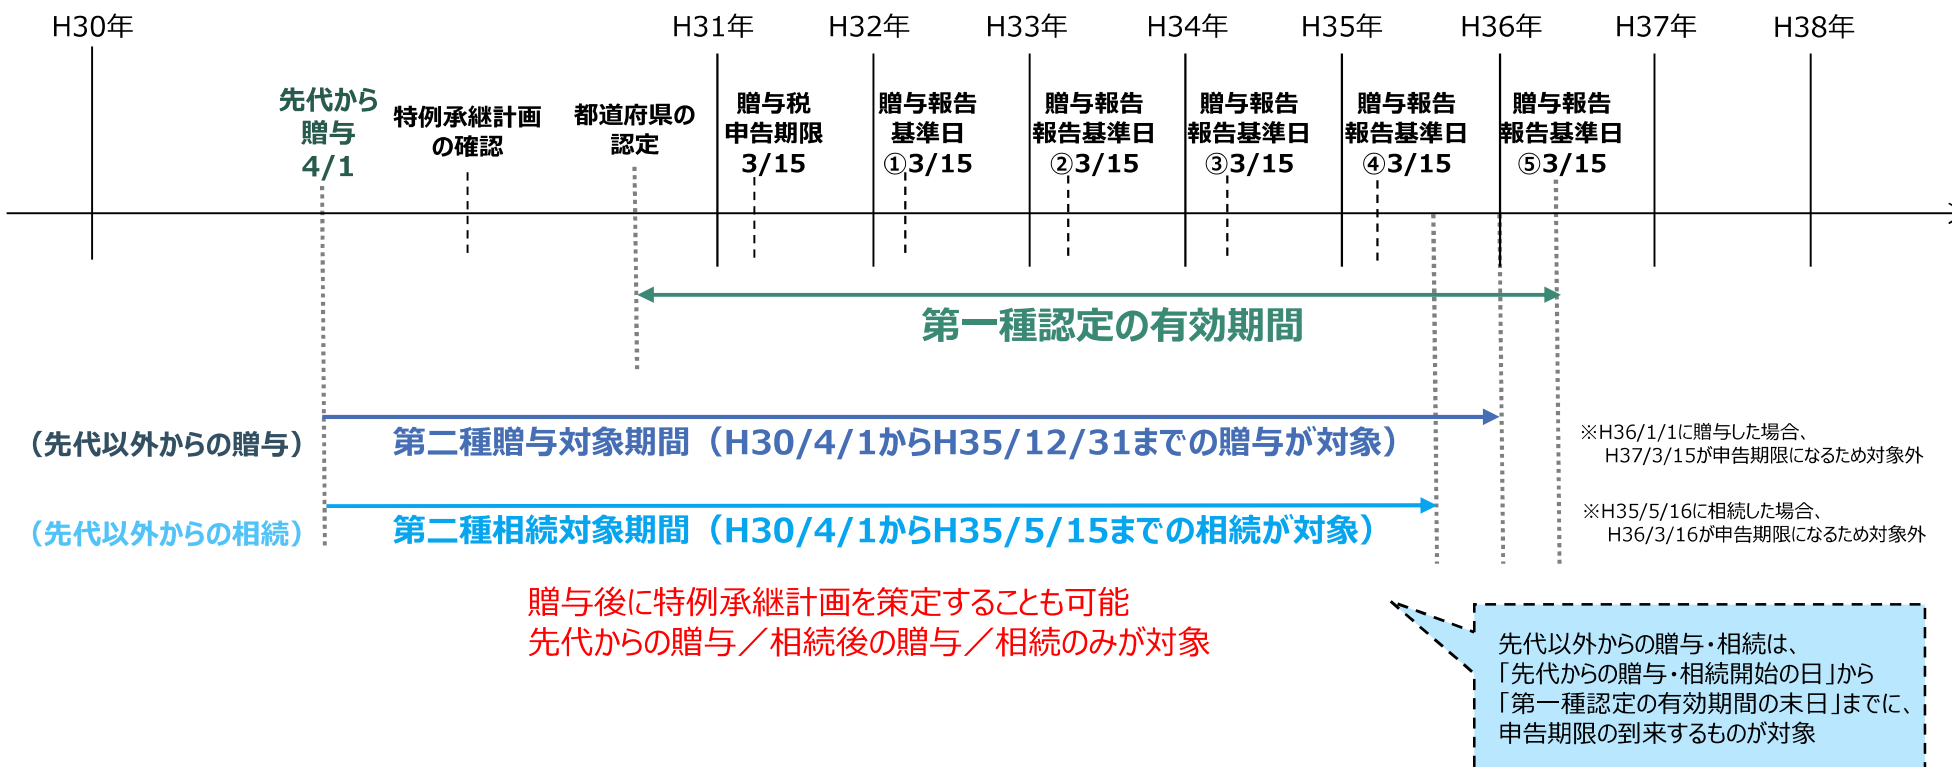 H30年
H31年
H32年
H33年
H34年
H35年
H36年
H37年
H38年
先代から
贈与
4/1
特例承継計画
の確認
都道府県の
認定
贈与税
申告期限
3/15
贈与報告
基準日
①3/15
贈与報告
報告基準日
②3/15
贈与報告
報告基準日
③3/15
贈与報告
報告基準日
④3/15
贈与報告
報告基準日
⑤3/15
第一種認定の有効期間
（先代以外からの贈与）
第二種贈与対象期間（H30/4/1からH35/12/31までの贈与が対象）
※H36/1/1に贈与した場合、
H37/3/15が申告期限になるため対象外
（先代以外からの相続）
第二種相続対象期間（H30/4/1からH35/5/15までの相続が対象）
※H35/5/16に相続した場合、
H36/3/16が申告期限になるため対象外
贈与後に特例承継計画を策定することも可能
先代からの贈与／相続後の贈与／相続のみが対象
先代以外からの贈与・相続は、
「先代からの贈与・相続開始の日」から
「第一種認定の有効期間の末日」までに、
申告期限の到来するものが対象